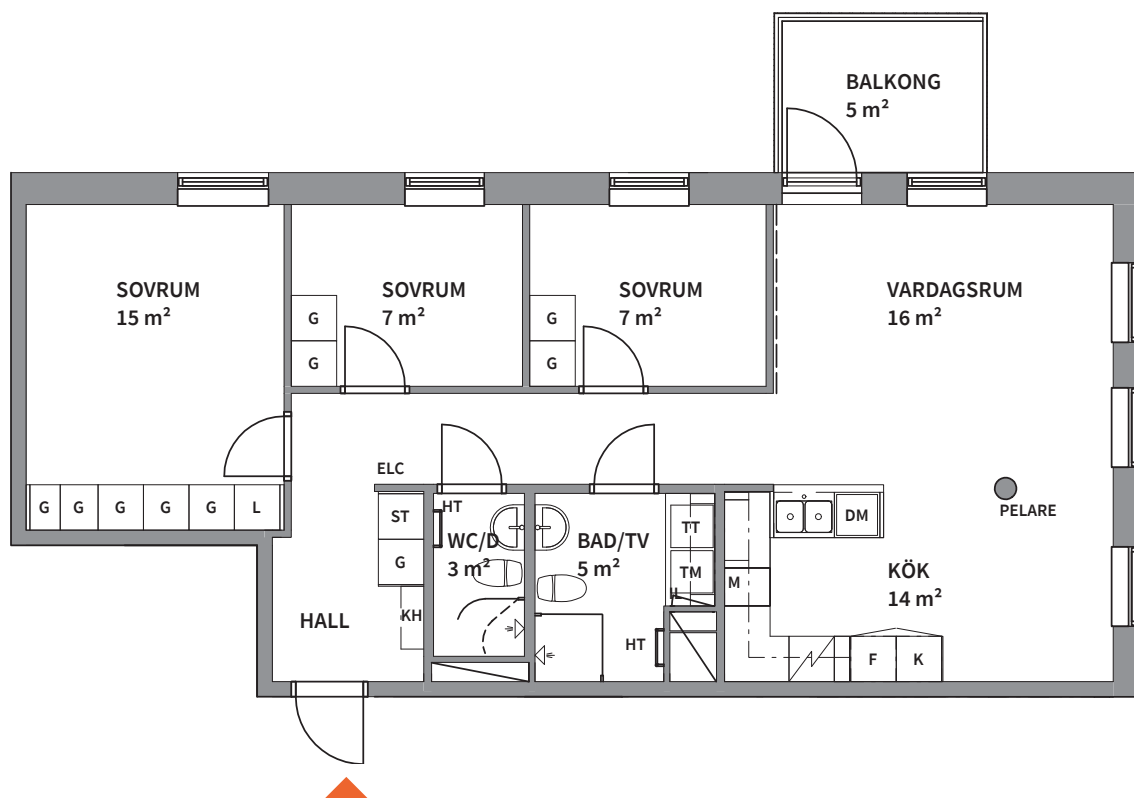 BALKONG
5 m²
SOVRUM
15 m²
SOVRUM
7 m²
SOVRUM
7 m²
VARDAGSRUM
16 m²
G
G
G
G
ELC
G
G
G
G
G
L
HT
ST
G
KH
WC/D
3 m²
BAD/TV
5 m²
TT
TM
HT
M
DM
PELARE
KÖK
14 m²
F
K
HALL